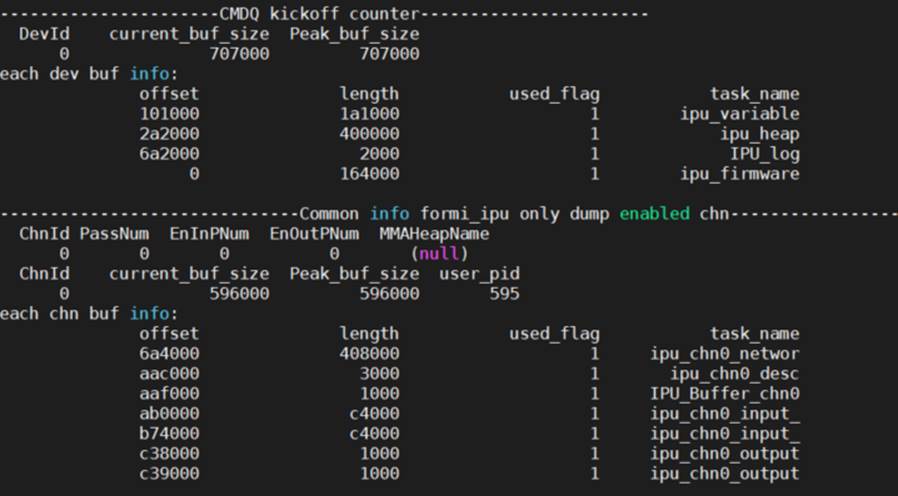 -----------------------CMDQ kickoff counter------------------------
DevId current_buf_size Peak_buf_size
0 707000 707000
each dev buf info:
offset length used_flag task_name
101000 1a1000 1 ipu_variable
2a2000 400000 1 ipu_heap
6a2000 2000 1 IPU_log
0 164000 1 ipu_firmware
-------------------------------Common info formi_ipu only dump enabled chn-----------------
ChnId PassNum EnInPNum EnOutPNum MMAHeapName
0 0 0 0 (null)
ChnId current_buf_size Peak_buf_size user_pid
0 596000 596000 595
each chn buf info:
offset length used_flag task_name
6a4000 408000 1 ipu_chn0_networ
aac000 3000 1 ipu_chn0_desc
aaf000 1000 1 IPU_Buffer_chn0
ab0000 c4000 1 ipu_chn0_input_
b74000 c4000 1 ipu_chn0_input_
c38000 1000 1 ipu_chn0_output
c39000 1000 1 ipu_chn0_output